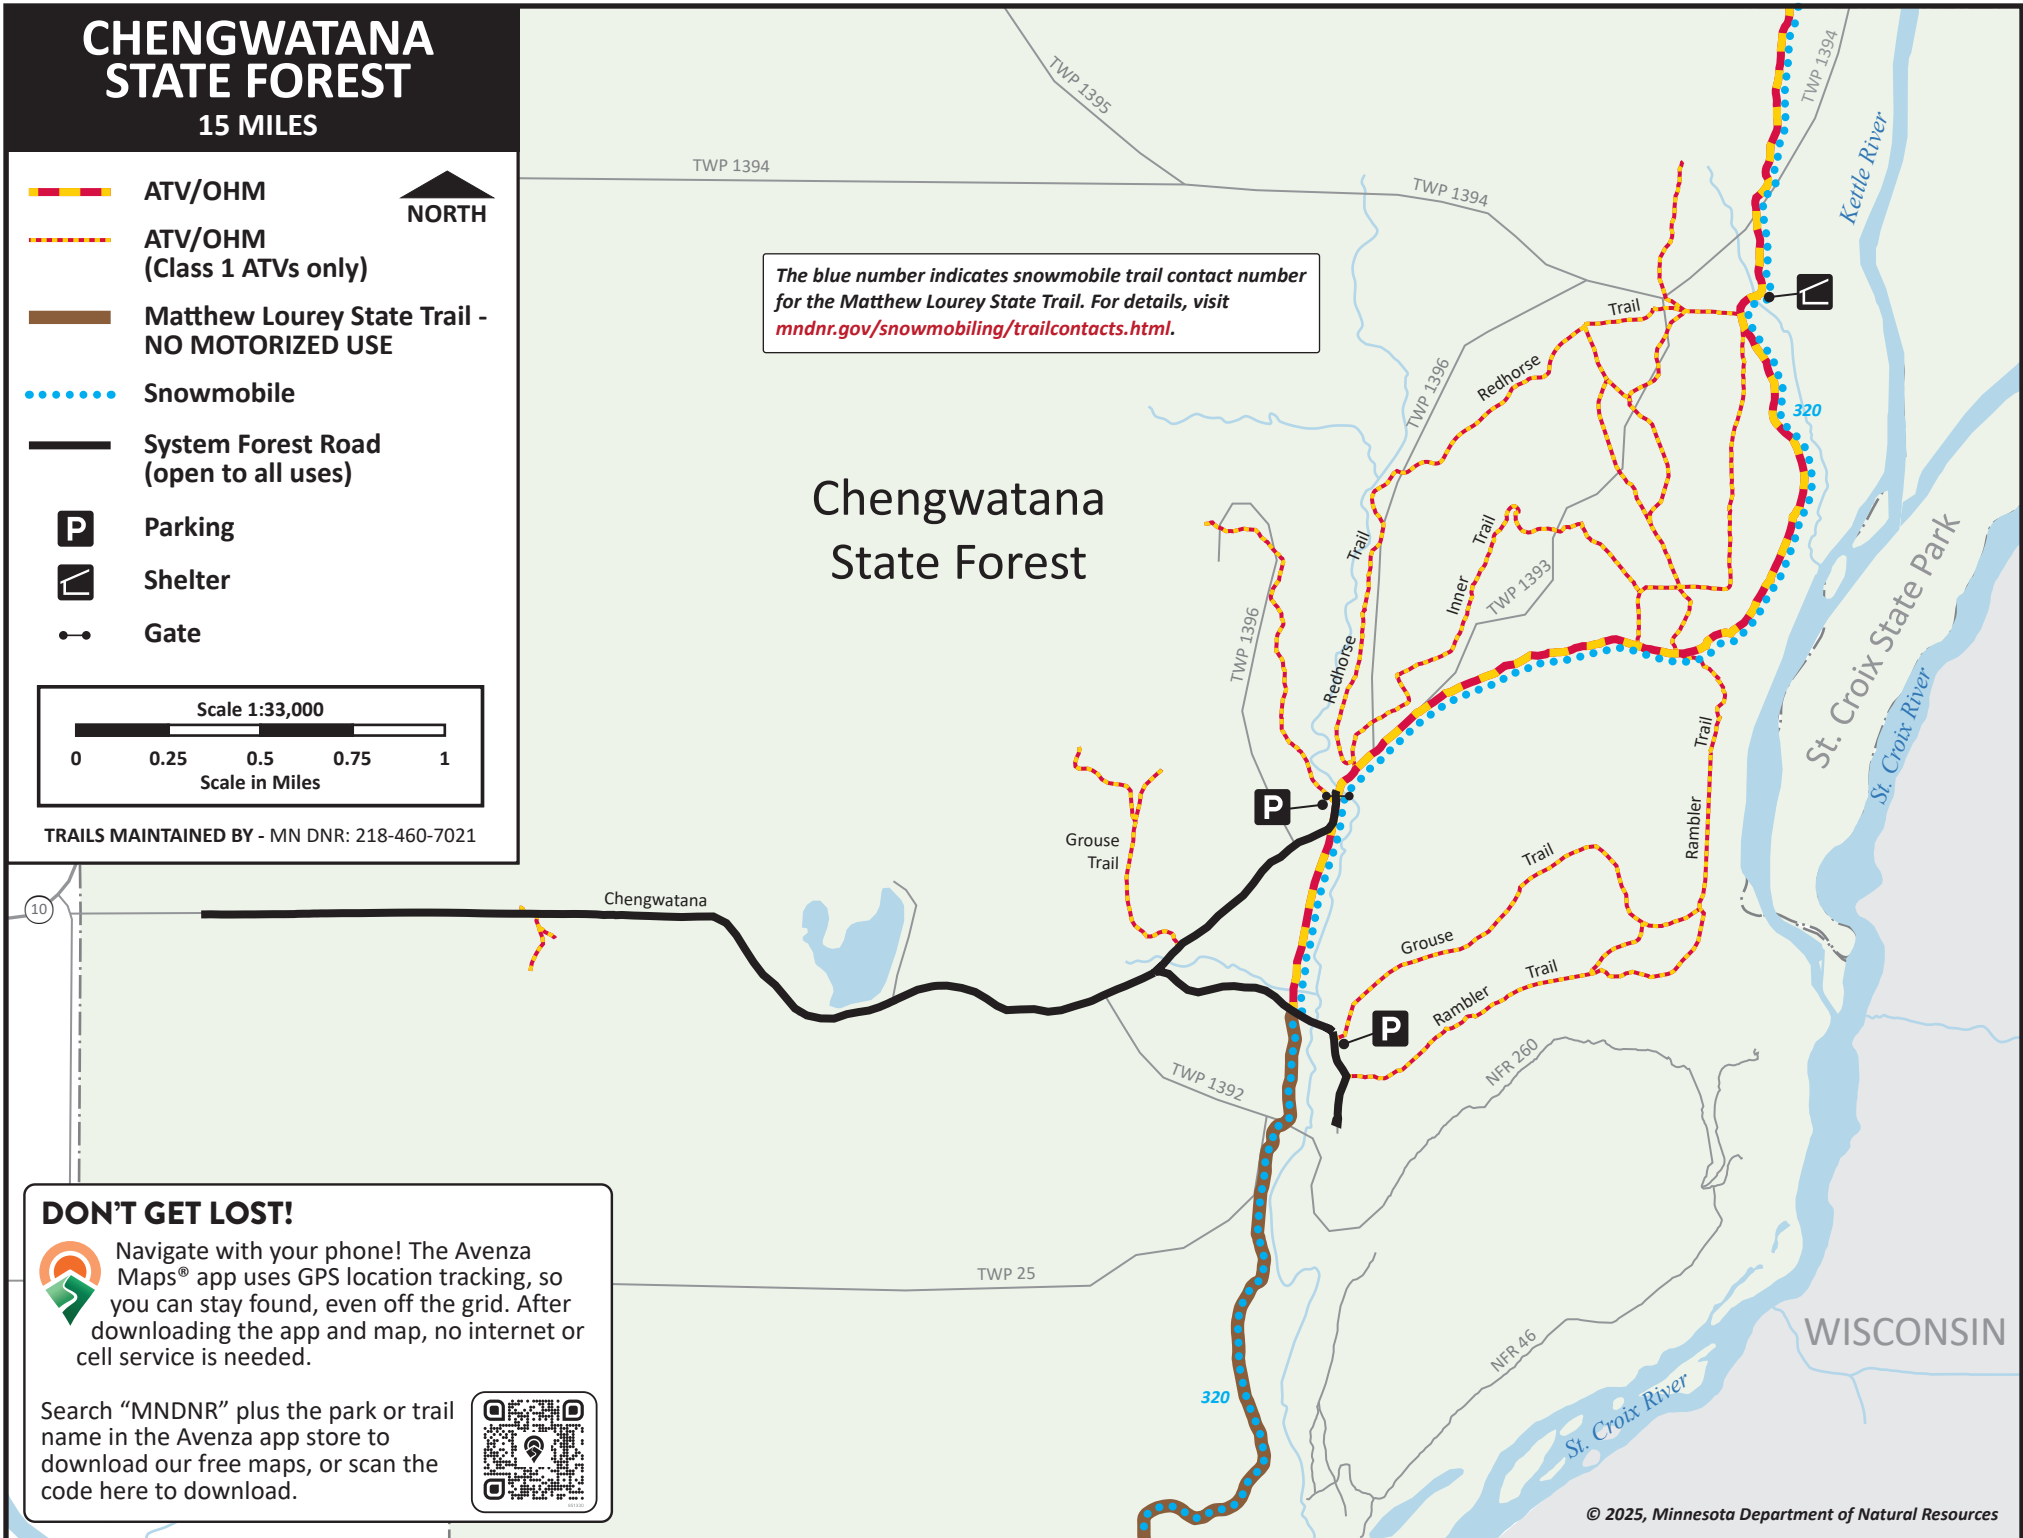 CHENGWATANA
STATE FOREST
15 MILES
ATV/OHM
NORTH
ATV/OHM
(Class 1 ATVs only)
Matthew Lourey State Trail -
NO MOTORIZED USE
Snowmobile
System Forest Road
(open to all uses)
P
Parking
Shelter
Gate
Scale 1:33,000
0 0.25 0.5 0.75 1
Scale in Miles
TRAILS MAINTAINED BY - MN DNR: 218-460-7021
TWP 1395
TWP 1394
TWP 1394
TWP 1394
Kettle River
The blue number indicates snowmobile trail contact number
for the Matthew Lourey State Trail. For details, visit
mndnr.gov/snowmobiling/trailcontacts.html.
Trail
Redhorse
TWP 1396
320
Chengwatana
State Forest
Trail
Trail
Inner
TWP 1393
TWP 1396
Redhorse
St. Croix State Park
St. Croix River
Trail
Rambler
P
Grouse
Trail
Trail
Grouse
Trail
Rambler
10
Chengwatana
P
NFR 260
TWP 1392
TWP 25
NFR 46
WISCONSIN
St. Croix River
320
DON'T GET LOST!
Navigate with your phone! The Avenza
Maps® app uses GPS location tracking, so
you can stay found, even off the grid. After
downloading the app and map, no internet or
cell service is needed.
Search “MNDNR” plus the park or trail
name in the Avenza app store to
download our free maps, or scan the
code here to download.
© 2025, Minnesota Department of Natural Resources